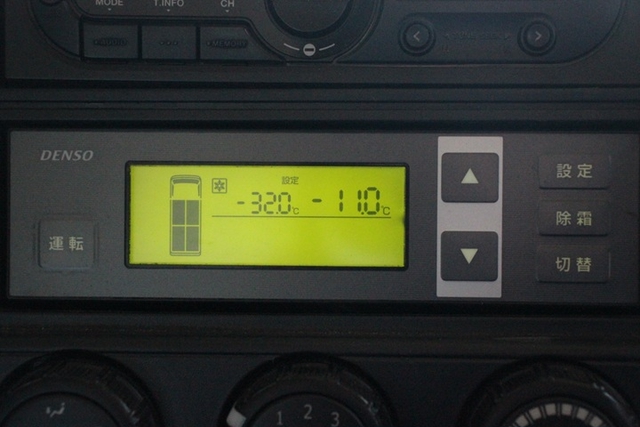 MODE T.INFO CH
DENSO
設定
-32.0℃ -11.0℃
運転
設定
除霜
切替
1 2 3